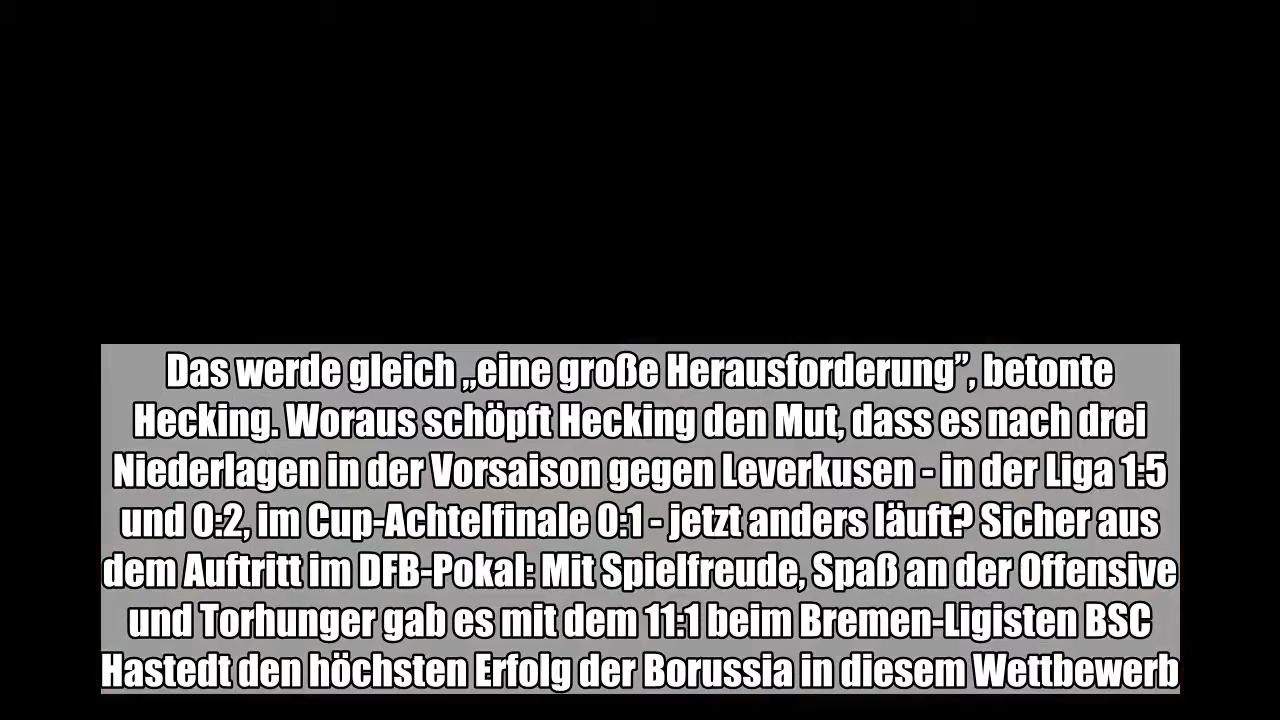 Das werde gleich „eine große Herausforderung”, betonte
Hecking. Woraus schöpft Hecking den Mut, dass es nach drei
Niederlagen in der Vorsaison gegen Leverkusen - in der Liga 1:5
und 0:2, im Cup-Achtelfinale 0:1 - jetzt anders läuft? Sicher aus
dem Auftritt im DFB-Pokal: Mit Spielfreude, Spaß an der Offensive
und Torhunger gab es mit dem 11:1 beim Bremen-Ligisten BSC
Hastedt den höchsten Erfolg der Borussia in diesem Wettbewerb